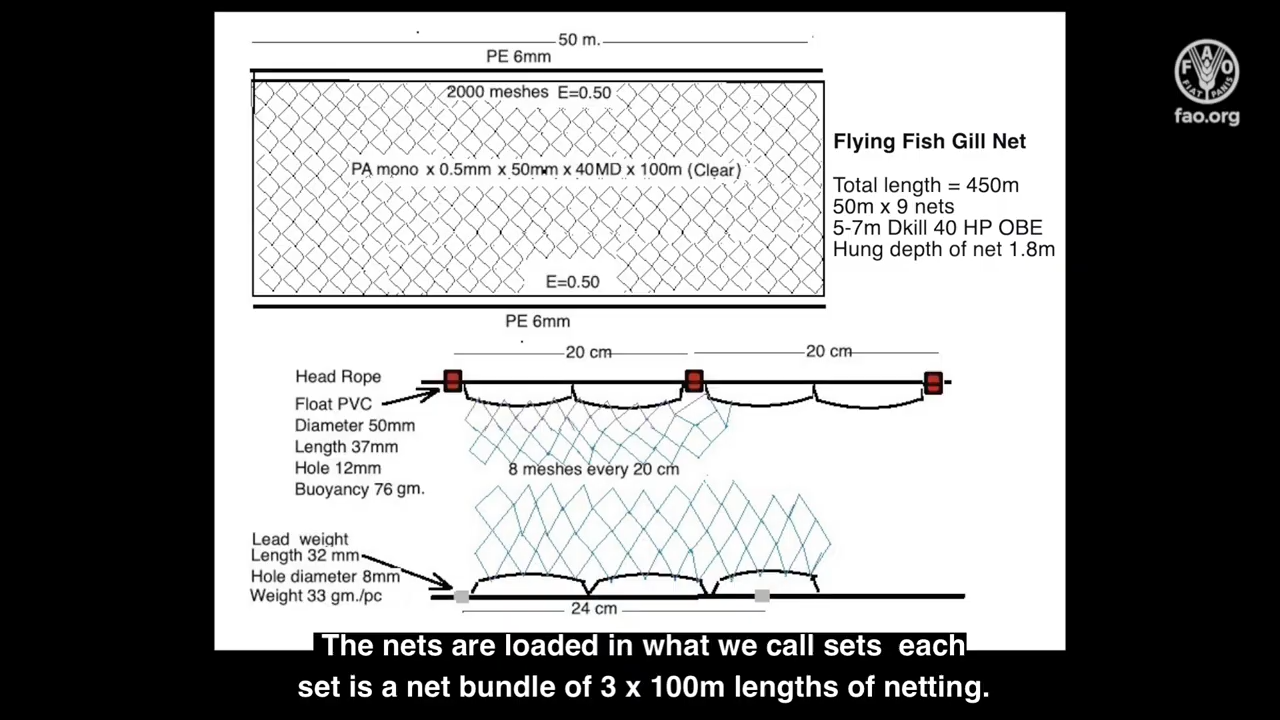 50 m.
PE 6mm
2000 meshes E=0.50
PA mono x 0.5mm x 50mm x 40MD x 100m (Clear)
E=0.50
PE 6mm
Flying Fish Gill Net
Total length = 450m
50m x 9 nets
5-7m Dkill 40 HP OBE
Hung depth of net 1.8m
FAO
FIAT PANIS
fao.org
20 cm
20 cm
Head Rope
Float PVC
Diameter 50mm
Length 37mm
Hole 12mm
Buoyancy 76 gm.
8 meshes every 20 cm
Lead weight
Length 32 mm
Hole diameter 8mm
Weight 33 gm./pc
24 cm
The nets are loaded in what we call sets each
set is a net bundle of 3 x 100m lengths of netting.